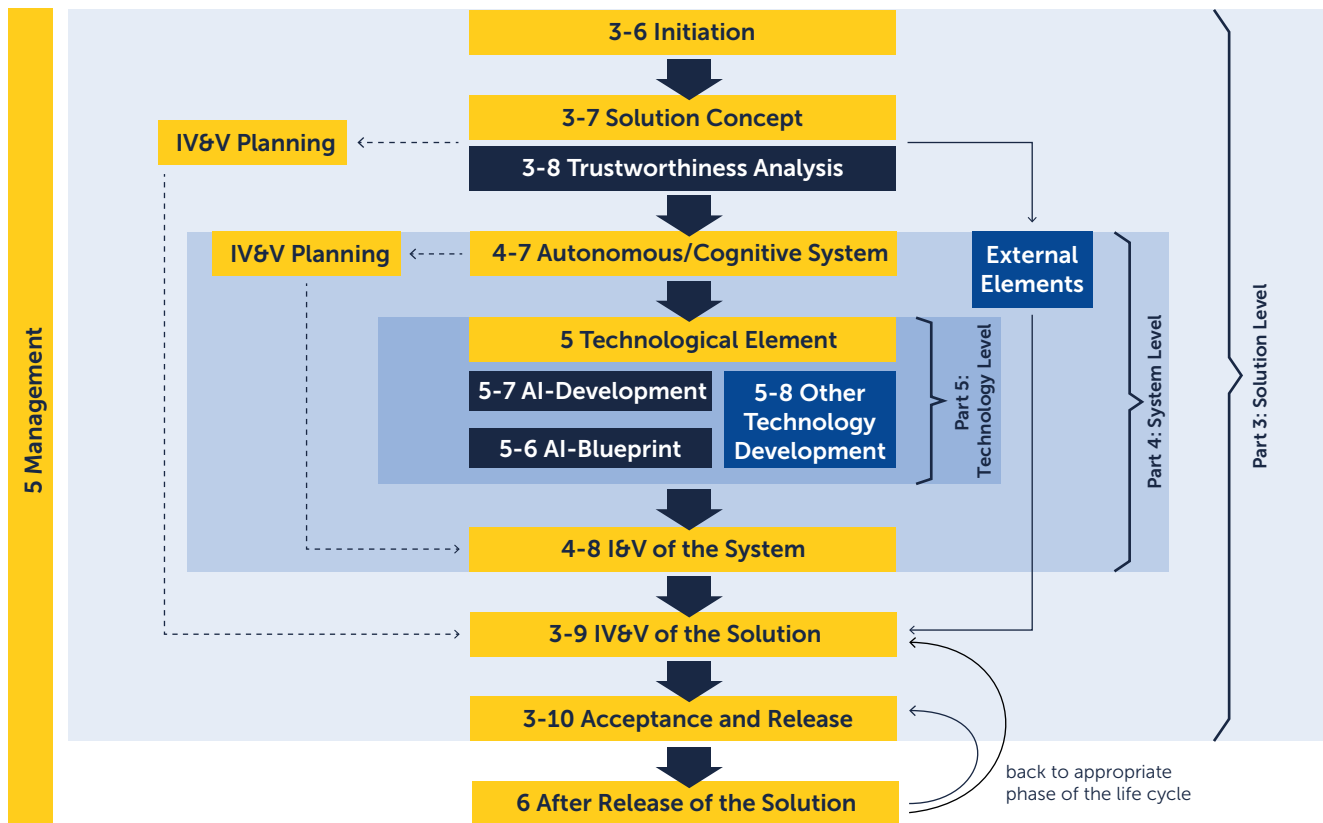 3-6 Initiation
3-7 Solution Concept
IV&V Planning
3-8 Trustworthiness Analysis
IV&V Planning
4-7 Autonomous/Cognitive System
External
Elements
5 Technological Element
5-7 AI-Development
5-6 AI-Blueprint
5-8 Other
Technology
Development
Part 5:
Technology Level
Part 4: System Level
Part 3: Solution Level
5 Management
4-8 I&V of the System
3-9 IV&V of the Solution
3-10 Acceptance and Release
6 After Release of the Solution
back to appropriate
phase of the life cycle